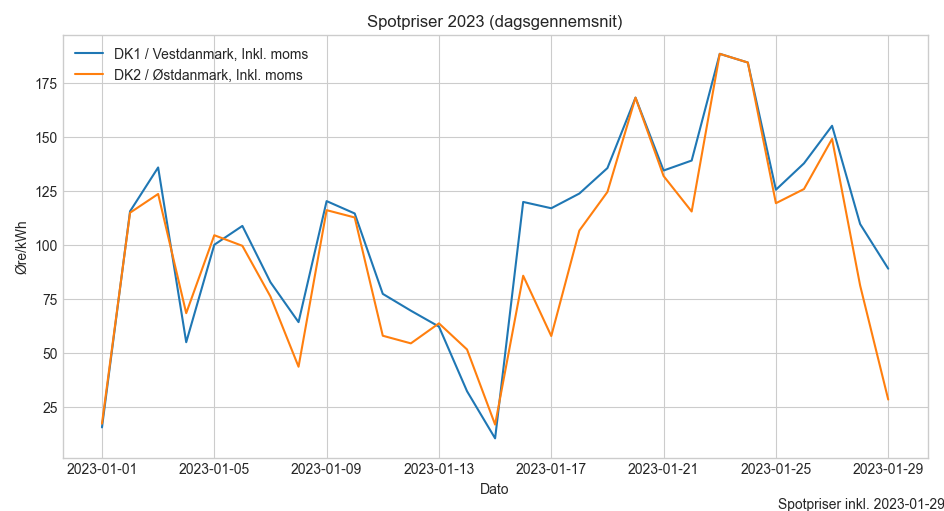 Spotpriser 2023 (dagsgennemsnit)
DK1 / Vestdanmark, Inkl. moms
DK2 / Østdanmark, Inkl. moms
175
150
125
100
75
50
25
Øre/kWh
2023-01-01 2023-01-05 2023-01-09 2023-01-13 2023-01-17 2023-01-21 2023-01-25 2023-01-29
Dato
Spotpriser inkl. 2023-01-29